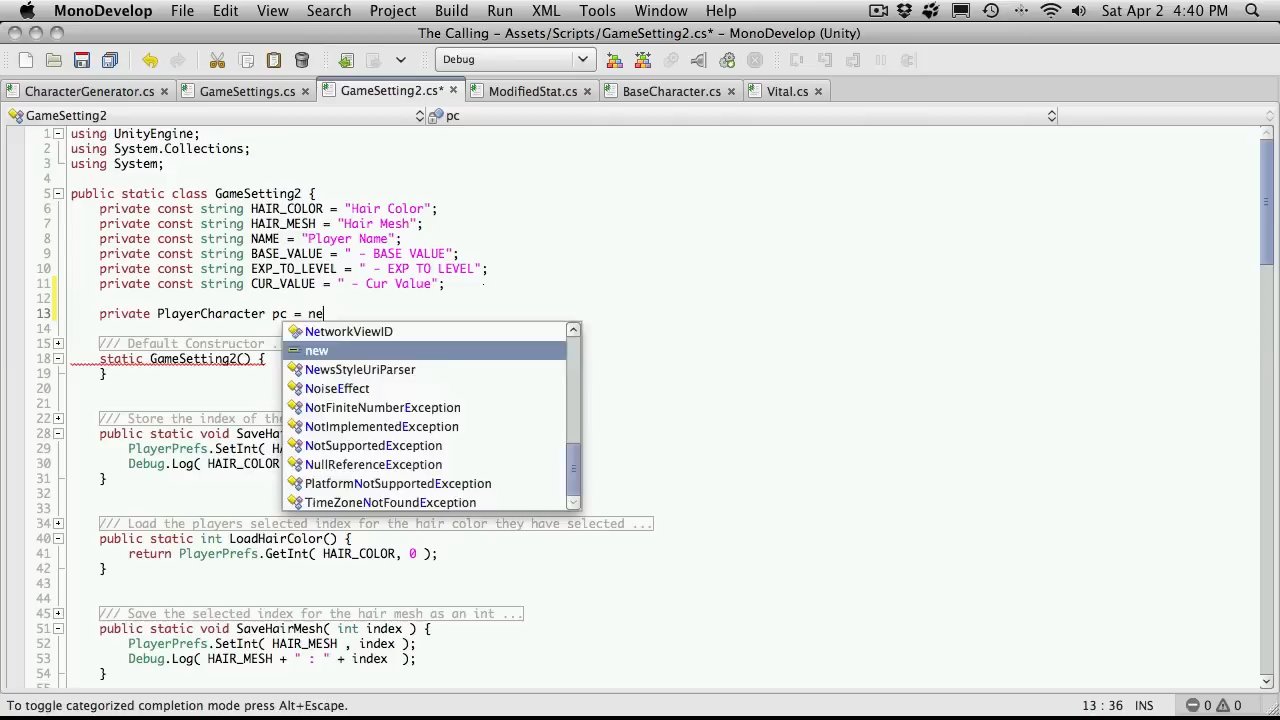 MonoDevelop File Edit View Search Project Build Run XML Tools Window Help Sat Apr 2 4:40 PM
The Calling - Assets/Scripts/GameSetting2.cs* - MonoDevelop (Unity)
Debug
CharacterGenerator.cs × GameSettings.cs × GameSetting2.cs* × ModifiedStat.cs × BaseCharacter.cs × Vital.cs ×
GameSetting2 pc
1 using UnityEngine;
2 using System.Collections;
3 using System;
4
5 public static class GameSetting2 {
6 private const string HAIR_COLOR = "Hair Color";
7 private const string HAIR_MESH = "Hair Mesh";
8 private const string NAME = "Player Name";
9 private const string BASE_VALUE = " - BASE VALUE";
10 private const string EXP_TO_LEVEL = " - EXP TO LEVEL";
11 private const string CUR_VALUE = " - Cur Value";
12
13 private PlayerCharacter pc = ne
14
NetworkViewID
new
NewsStyleUriParser
NoiseEffect
NotFiniteNumberException
NotImplementedException
NotSupportedException
NullReferenceException
PlatformNotSupportedException
TimeZoneNotFoundException
15 /// Default Constructor ..
18 static GameSetting2() {
19 }
20
21
22 /// Store the index of the
28 public static void SaveHai
29 PlayerPrefs.SetInt( HA
30 Debug.Log( HAIR_COLOR
31 }
32
33
34 /// Load the players selected index for the hair color they have selected ...
40 public static int LoadHairColor() {
41 return PlayerPrefs.GetInt( HAIR_COLOR, 0 );
42 }
43
44
45 /// Save the selected index for the hair mesh as an int ...
51 public static void SaveHairMesh( int index ) {
52 PlayerPrefs.SetInt( HAIR_MESH , index );
53 Debug.Log( HAIR_MESH + " : " + index );
54 }
To toggle categorized completion mode press Alt+Escape. 13 : 36 INS 0 0